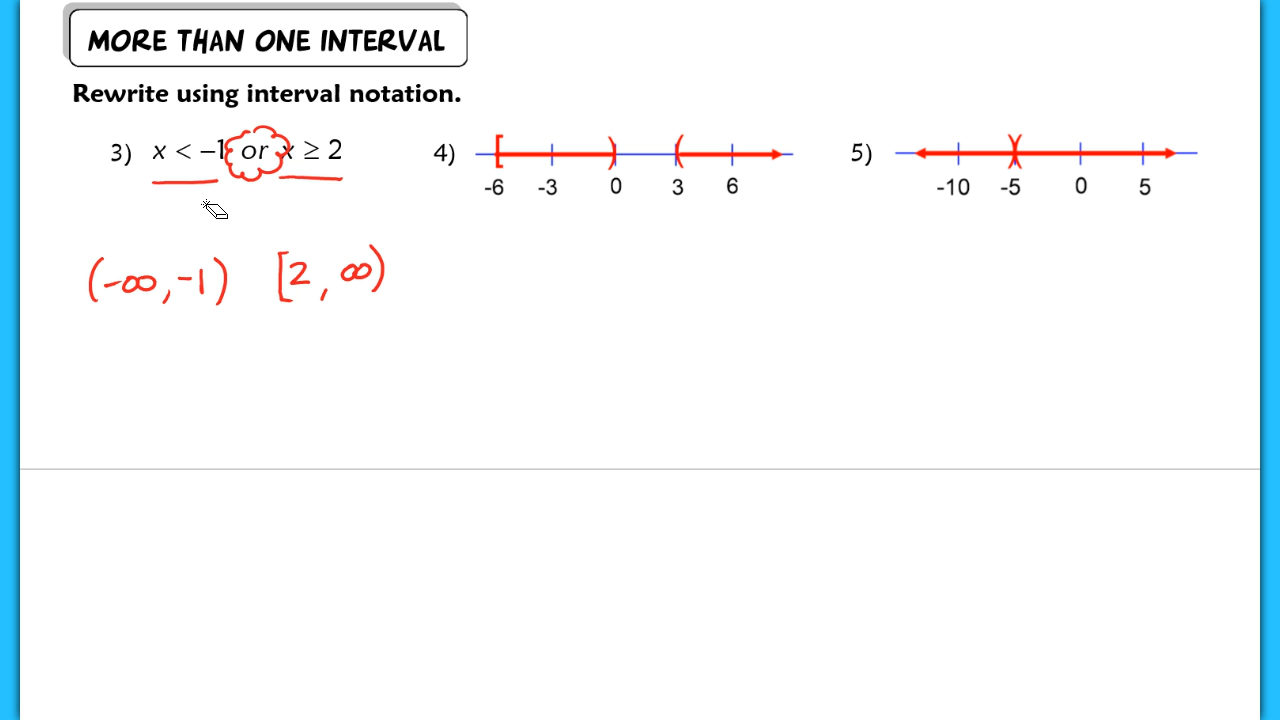 MORE THAN ONE INTERVAL
Rewrite using interval notation.
3) x < −1 or x ≥ 2
(-∞,-1) [2, ∞)
4)
-6 -3 0 3 6
5)
-10 -5 0 5